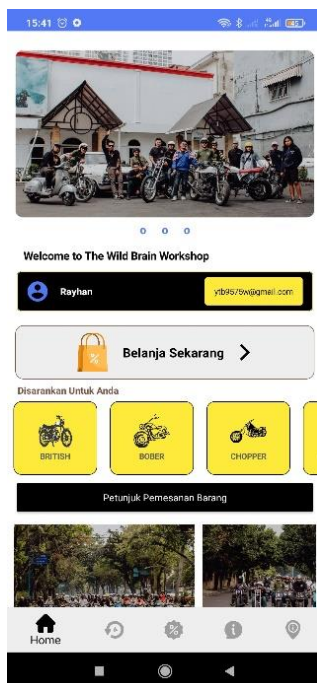 15:41
Welcome to The Wild Brain Workshop
Rayhan
ytb9575w@gmail.com
Belanja Sekarang
Disarankan Untuk Anda
BRITISH
BOBER
CHOPPER
Petunjuk Pemesanan Barang
Home